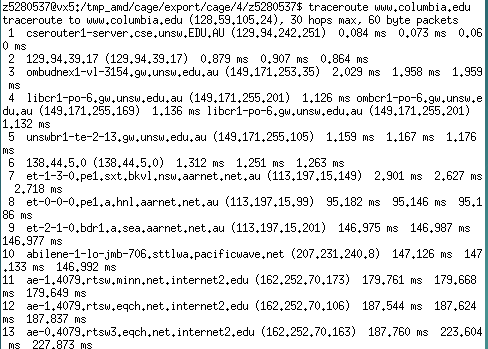 z5280537@vx5:/tmp_amd/cage/export/cage/4/z5280537$ traceroute www.columbia.edu
traceroute to www.columbia.edu (128.59.105.24), 30 hops max, 60 byte packets
1 cserouter1-server.cse.unsw.EDU.AU (129.94.242.251) 0.084 ms 0.073 ms 0.06
0 ms
2 129.94.39.17 (129.94.39.17) 0.879 ms 0.907 ms 0.864 ms
3 ombudnex1-vl-3154.gw.unsw.edu.au (149.171.253.35) 2.029 ms 1.958 ms 1.959
ms
4 libcr1-po-6.gw.unsw.edu.au (149.171.255.201) 1.126 ms ombcr1-po-6.gw.unsw.e
du.au (149.171.255.169) 1.136 ms libcr1-po-6.gw.unsw.edu.au (149.171.255.201)
1.132 ms
5 unswbr1-te-2-13.gw.unsw.edu.au (149.171.255.105) 1.159 ms 1.167 ms 1.176
ms
6 138.44.5.0 (138.44.5.0) 1.312 ms 1.251 ms 1.263 ms
7 et-1-3-0.pe1.sxt.bkvl.nsw.aarnet.net.au (113.197.15.149) 2.901 ms 2.627 ms
2.718 ms
8 et-0-0-0.pe1.a.hnl.aarnet.net.au (113.197.15.99) 95.182 ms 95.146 ms 95.1
86 ms
9 et-2-1-0.bdr1.a.sea.aarnet.net.au (113.197.15.201) 146.975 ms 146.987 ms
146.977 ms
10 abilene-1-lo-jmb-706.sttlwa.pacificwave.net (207.231.240.8) 147.126 ms 147
.133 ms 146.992 ms
11 ae-1.4079.rtsw.minn.net.internet2.edu (162.252.70.173) 179.761 ms 179.668
ms 179.649 ms
12 ae-1.4079.rtsw.eqch.net.internet2.edu (162.252.70.106) 187.544 ms 187.624
ms 187.837 ms
13 ae-0.4079.rtsw3.eqch.net.internet2.edu (162.252.70.163) 187.760 ms 223.604
ms 227.873 ms